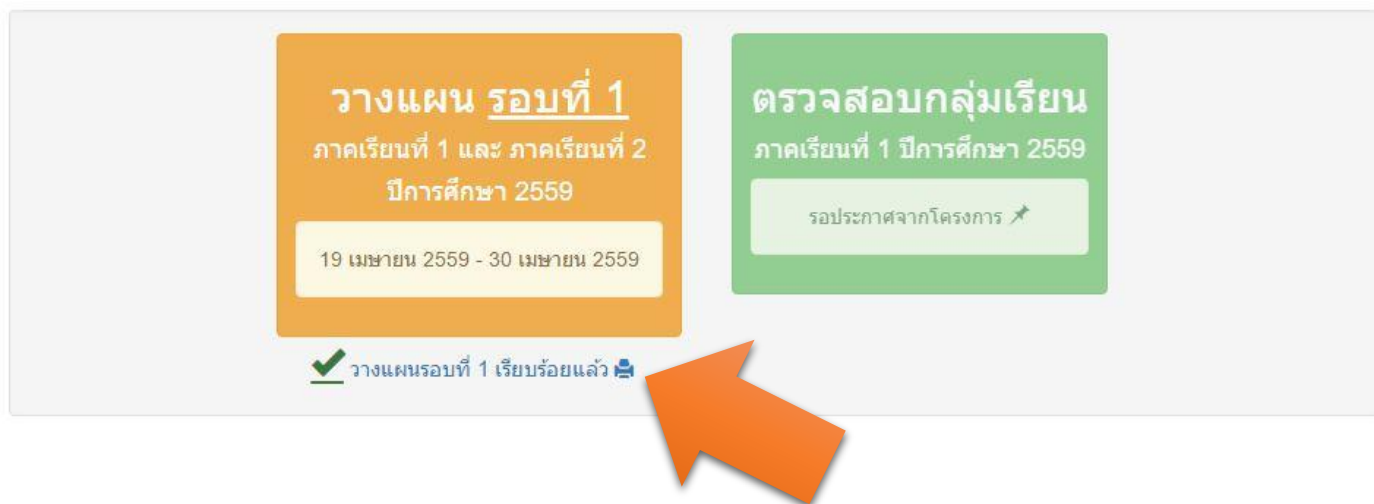 วางแผน รอบที่ 1
ภาคเรียนที่ 1 และ ภาคเรียนที่ 2
ปีการศึกษา 2559
19 เมษายน 2559 - 30 เมษายน 2559
วางแผนรอบที่ 1 เรียบร้อยแล้ว
ตรวจสอบกลุ่มเรียน
ภาคเรียนที่ 1 ปีการศึกษา 2559
รอประกาศจากโครงการ